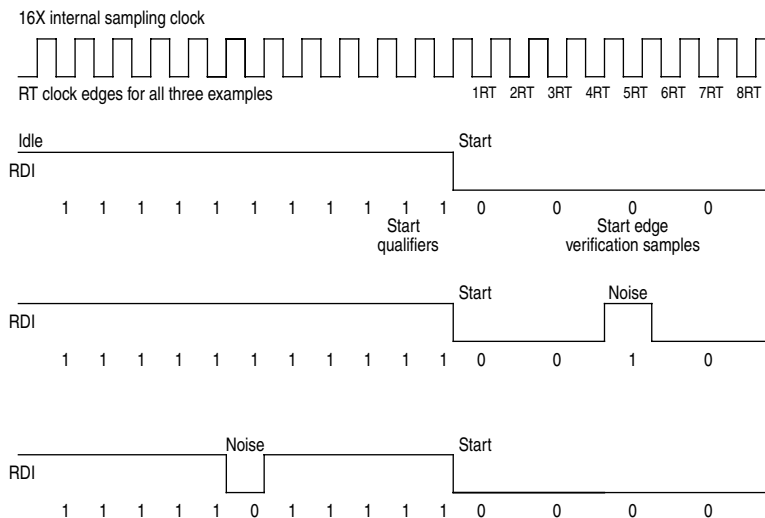 16X internal sampling clock
RT clock edges for all three examples
1RT 2RT 3RT 4RT 5RT 6RT 7RT 8RT
Idle
Start
RDI
1 1 1 1 1 1 1 1 1 1 1 0 0 0 0
Start
qualifiers
Start edge
verification samples
Start
Noise
RDI
1 1 1 1 1 1 1 1 1 1 1 0 0 1 0
Noise
Start
RDI
1 1 1 1 1 0 1 1 1 1 1 0 0 0 0